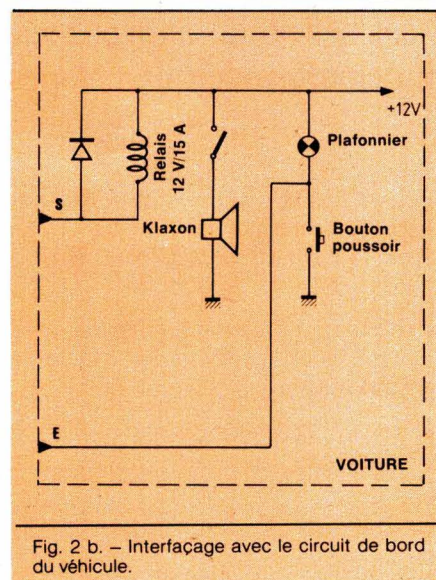 +12V
S
Relais
12 V/15 A
Klaxon
Plafonnier
Bouton
poussoir
E
VOITURE
Fig. 2 b. – Interfaçage avec le circuit de bord
du véhicule.